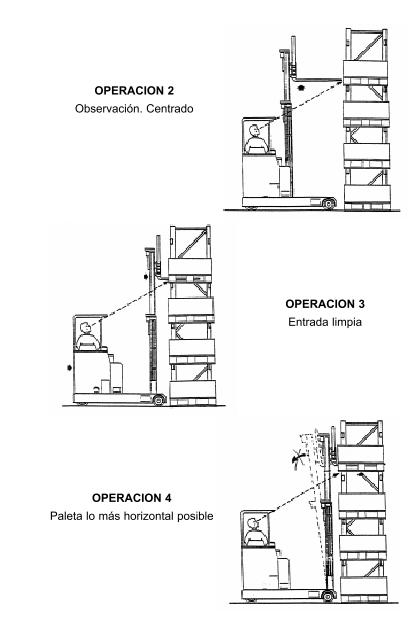 OPERACION 2
Observación. Centrado
OPERACION 3
Entrada limpia
OPERACION 4
Paleta lo más horizontal posible